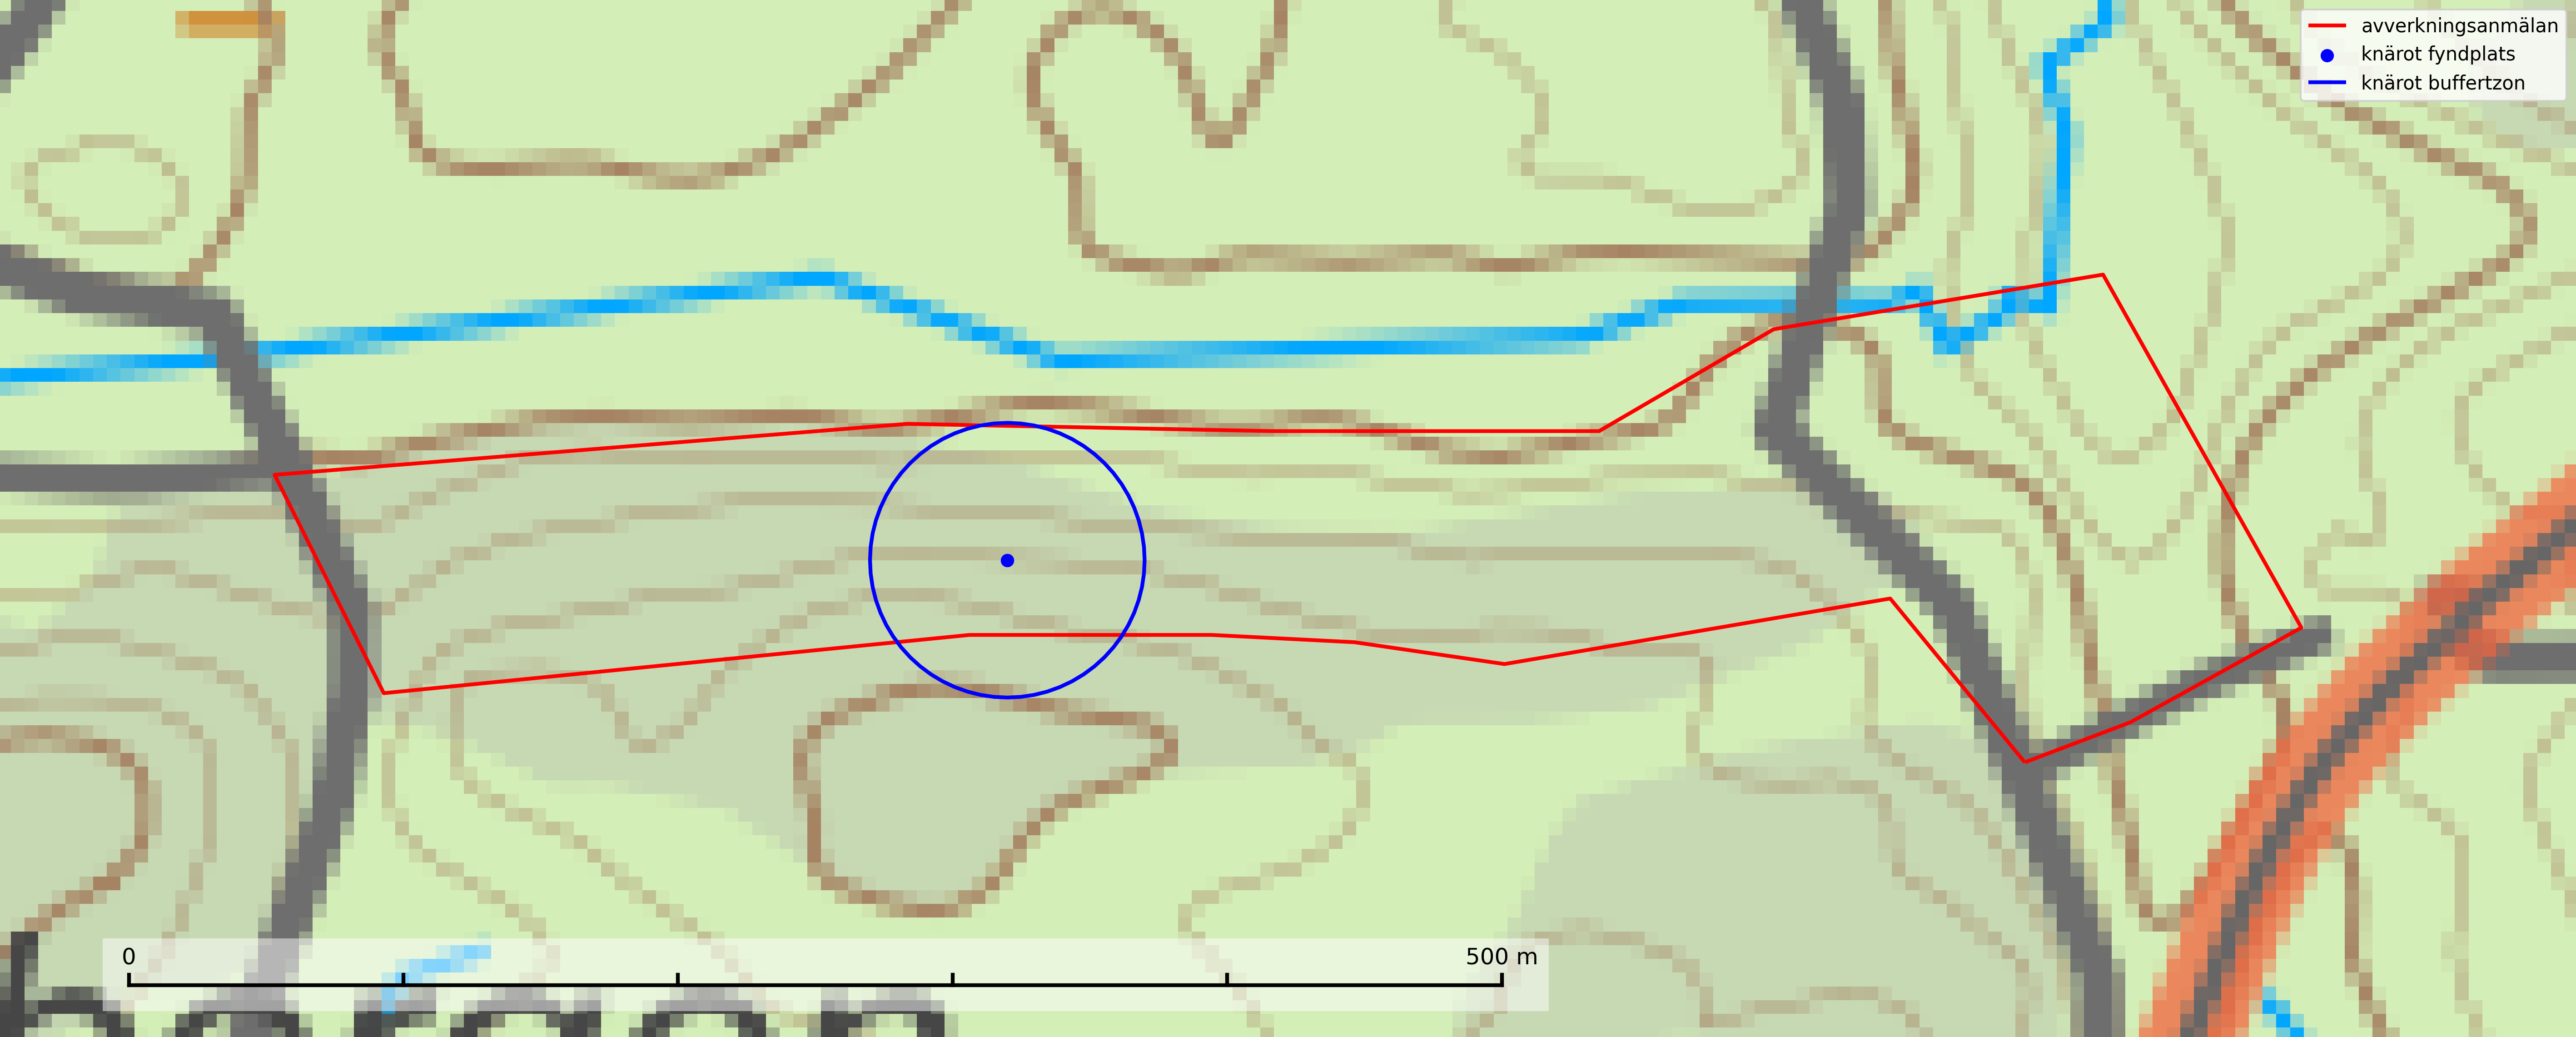 avverkningsanmälan
knärot fyndplats
knärot buffertzon
0 500 m